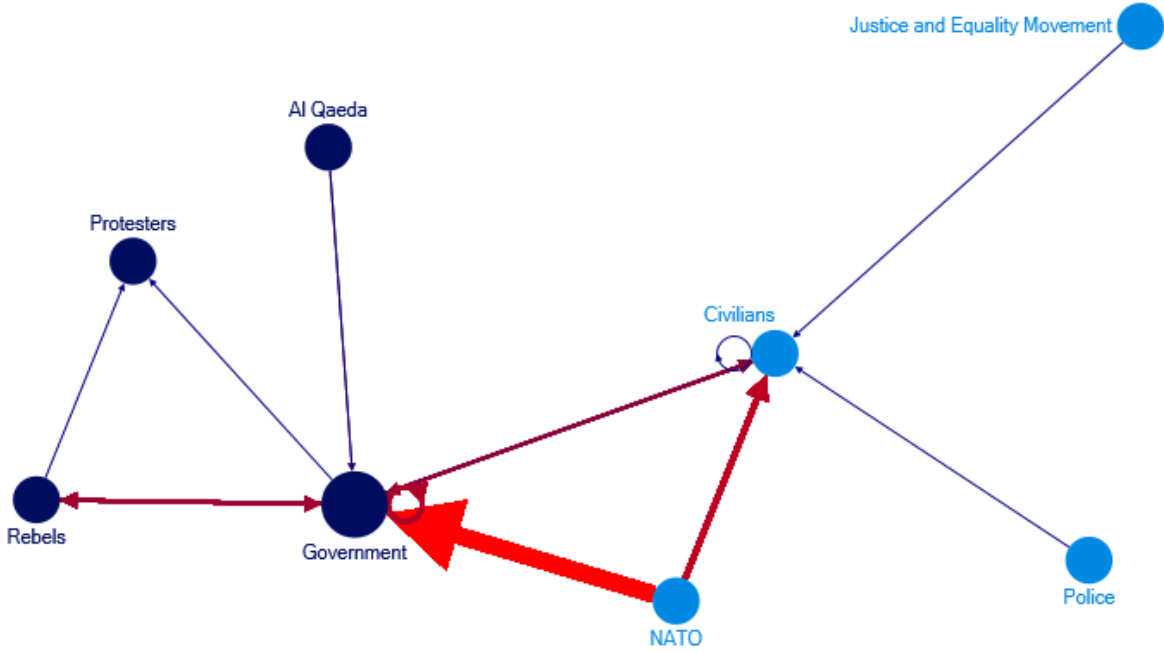 Justice and Equality Movement
Al Qaeda
Protesters
Civilians
Rebels
Government
Police
NATO